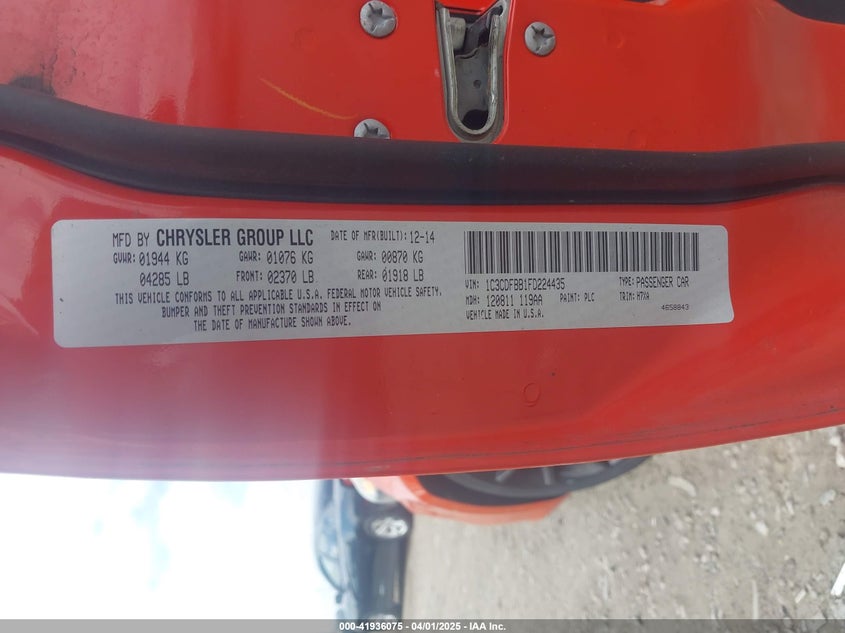 MFD BY CHRYSLER GROUP LLC DATE OF MFR(BUILT): 12-14
GVWR: 01944 KG GAWR: 01076 KG GAWR: 00870 KG
04285 LB FRONT: 02370 LB REAR: 01918 LB
THIS VEHICLE CONFORMS TO ALL APPLICABLE U.S.A. FEDERAL MOTOR VEHICLE SAFETY,
BUMPER AND THEFT PREVENTION STANDARDS IN EFFECT ON
THE DATE OF MANUFACTURE SHOWN ABOVE.
VIN: 1C3CDFBB1FD224435 TYPE: PASSENGER CAR
MDH: 120811 119AA PAINT: PLC TRIM: H7XA
VEHICLE MADE IN U.S.A. 4658843
000-41936075 04/01/2025 - IAA Inc.